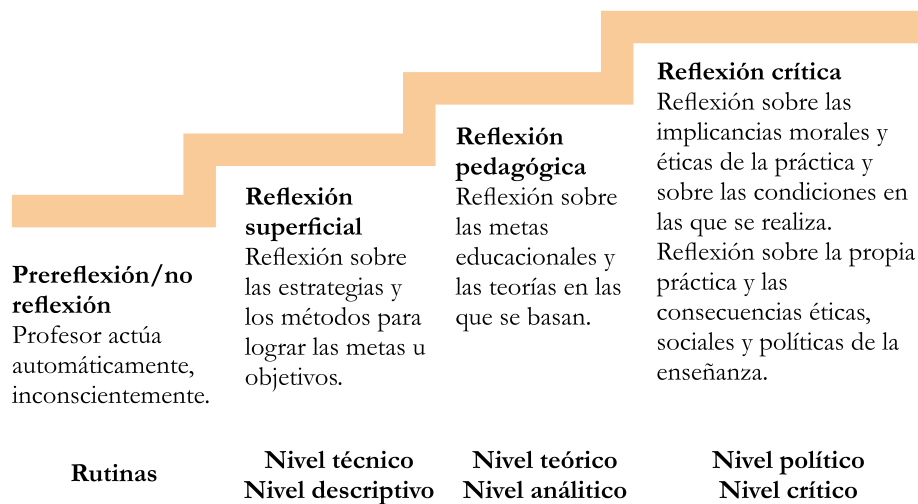 Prereflexión/no
reflexión
Profesor actúa
automáticamente,
inconscientemente.
Rutinas
Reflexión
superficial
Reflexión sobre
las estrategias y
los métodos para
lograr las metas u
objetivos.
Nivel técnico
Nivel descriptivo
Reflexión
pedagógica
Reflexión sobre
las metas
educacionales y
las teorías en las
que se basan.
Nivel teórico
Nivel análitico
Reflexión crítica
Reflexión sobre las
implicancias morales y
éticas de la práctica y
sobre las condiciones en
las que se realiza.
Reflexión sobre la propia
práctica y las
consecuencias éticas,
sociales y políticas de la
enseñanza.
Nivel político
Nivel crítico